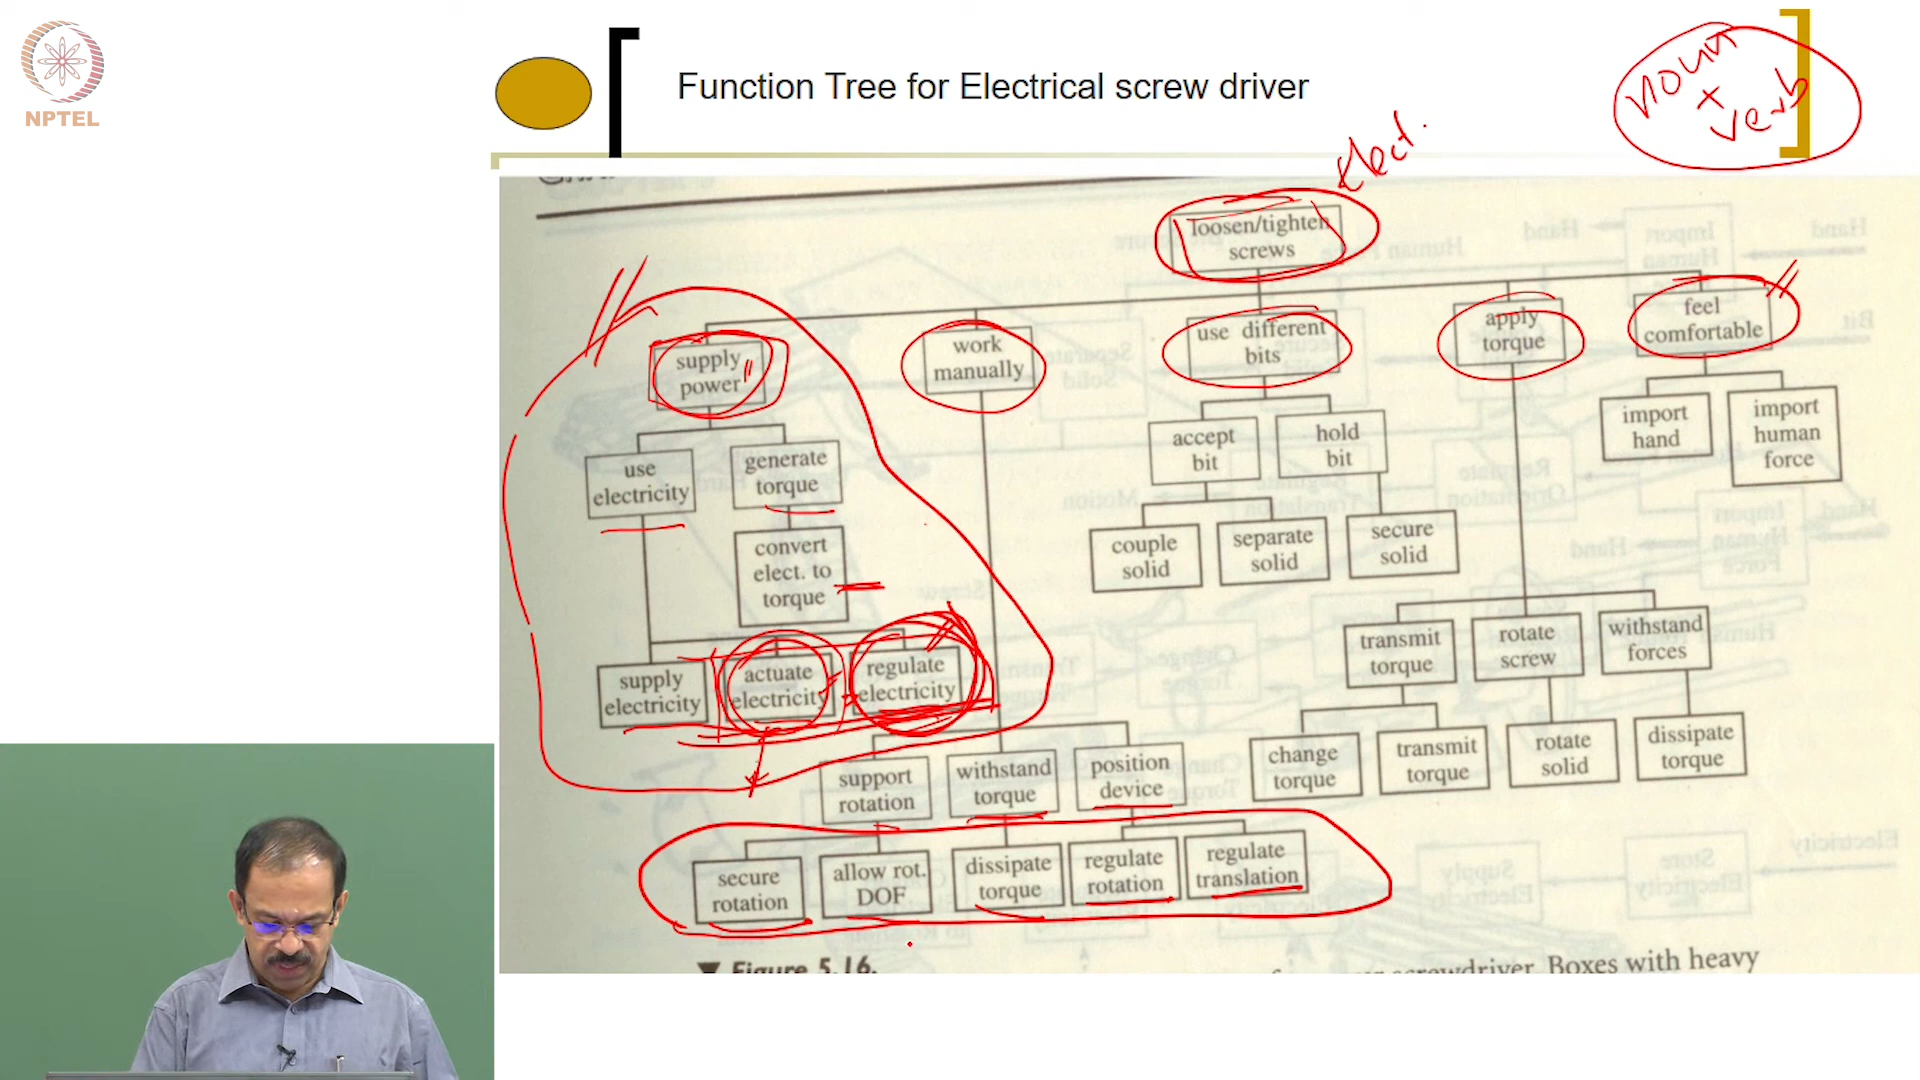 NPTEL
Function Tree for Electrical screw driver
noun
+
verb
Elect.
loosen/tighten
screws
supply
power
work
manually
use different
bits
apply
torque
feel
comfortable
use
electricity
generate
torque
accept
bit
hold
bit
import
hand
import
human
force
convert
elect. to
torque
couple
solid
separate
solid
secure
solid
supply
electricity
actuate
electricity
regulate
electricity
transmit
torque
rotate
screw
withstand
forces
support
rotation
withstand
torque
position
device
change
torque
transmit
torque
rotate
solid
dissipate
torque
secure
rotation
allow rot.
DOF
dissipate
torque
regulate
rotation
regulate
translation
Figure 5.16.
screwdriver. Boxes with heavy